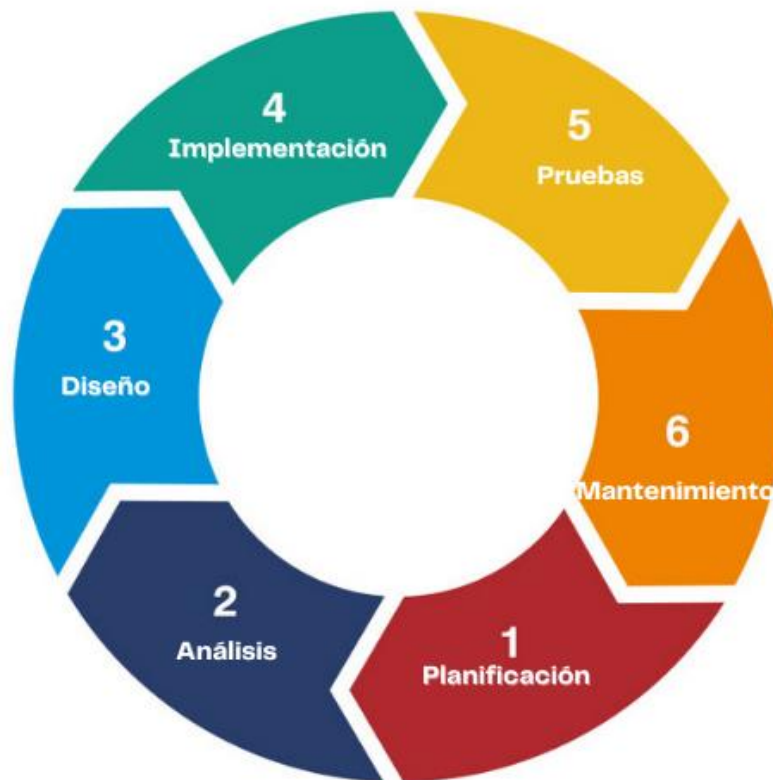 4
Implementación
5
Pruebas
3
Diseño
6
Mantenimiento
2
Análisis
1
Planificación